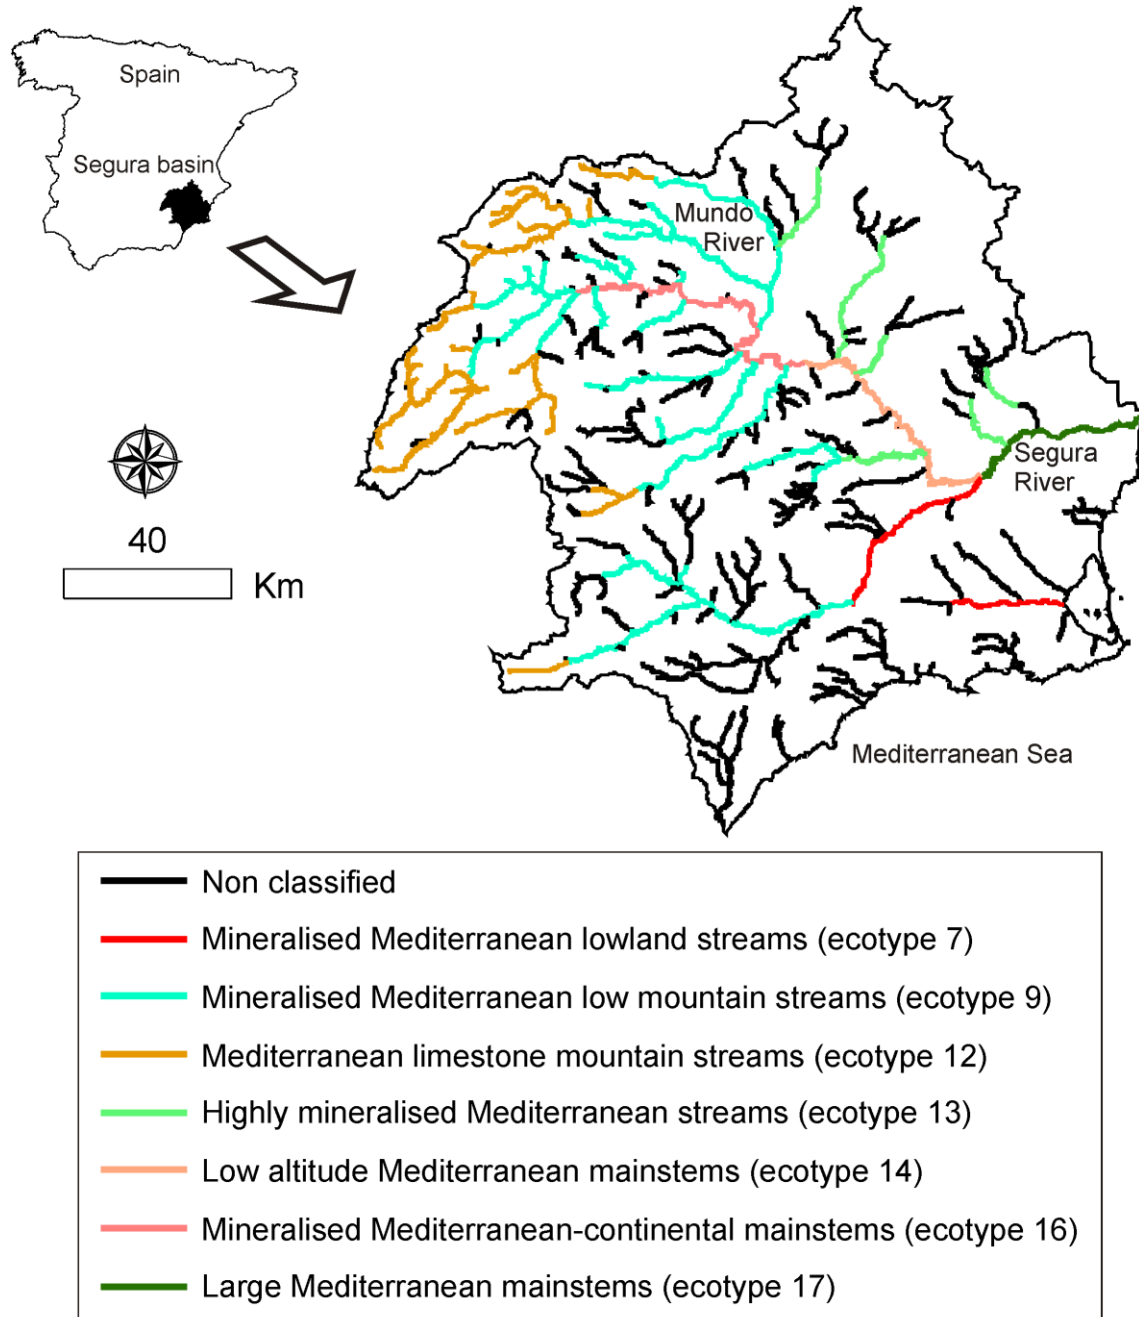 Spain
Segura basin
Mundo
River
Segura
River
40
Km
Mediterranean Sea
Non classified
Mineralised Mediterranean lowland streams (ecotype 7)
Mineralised Mediterranean low mountain streams (ecotype 9)
Mediterranean limestone mountain streams (ecotype 12)
Highly mineralised Mediterranean streams (ecotype 13)
Low altitude Mediterranean mainstems (ecotype 14)
Mineralised Mediterranean-continental mainstems (ecotype 16)
Large Mediterranean mainstems (ecotype 17)